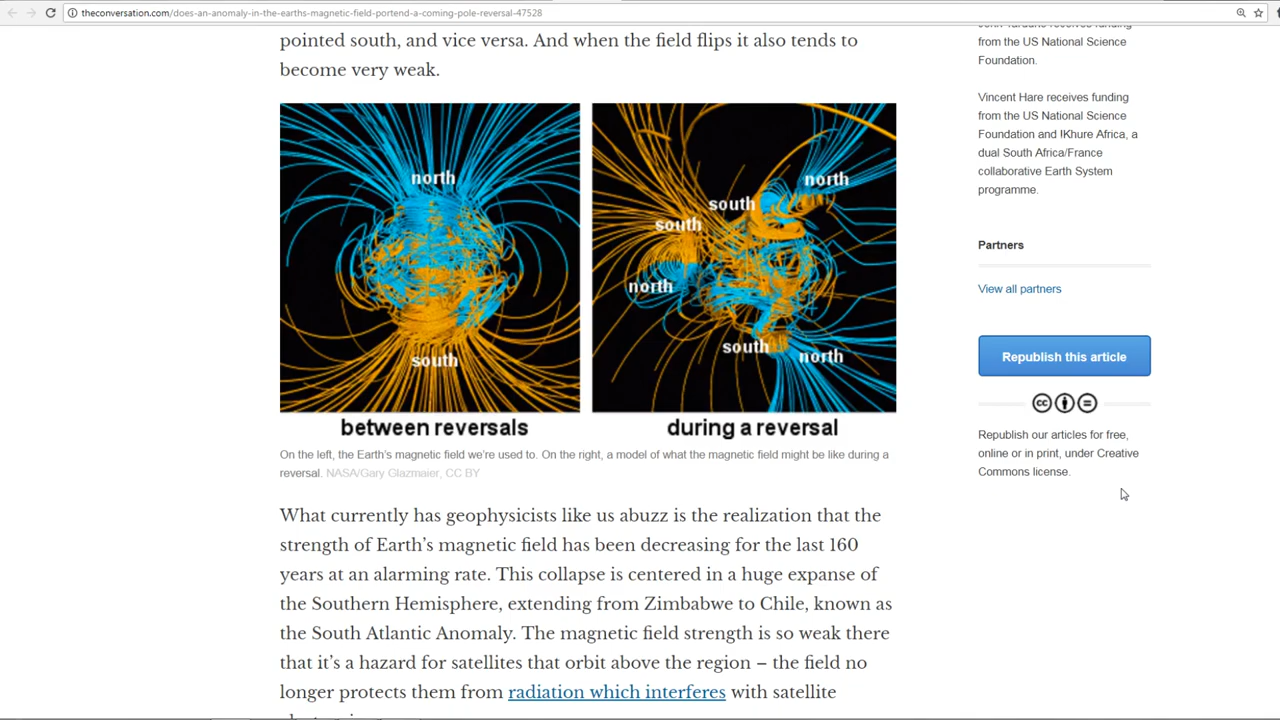 theconversation.com/does-an-anomaly-in-the-earths-magnetic-field-portend-a-coming-pole-reversal-47528
pointed south, and vice versa. And when the field flips it also tends to
become very weak.
north
south
between reversals
north
south
south
north
south
north
during a reversal
On the left, the Earth's magnetic field we're used to. On the right, a model of what the magnetic field might be like during a
reversal. NASA/Gary Glazmaier, CC BY
What currently has geophysicists like us abuzz is the realization that the
strength of Earth's magnetic field has been decreasing for the last 160
years at an alarming rate. This collapse is centered in a huge expanse of
the Southern Hemisphere, extending from Zimbabwe to Chile, known as
the South Atlantic Anomaly. The magnetic field strength is so weak there
that it's a hazard for satellites that orbit above the region – the field no
longer protects them from radiation which interferes with satellite
from the US National Science
Foundation.
Vincent Hare receives funding
from the US National Science
Foundation and !Khure Africa, a
dual South Africa/France
collaborative Earth System
programme.
Partners
View all partners
Republish this article
cc
Republish our articles for free,
online or in print, under Creative
Commons license.